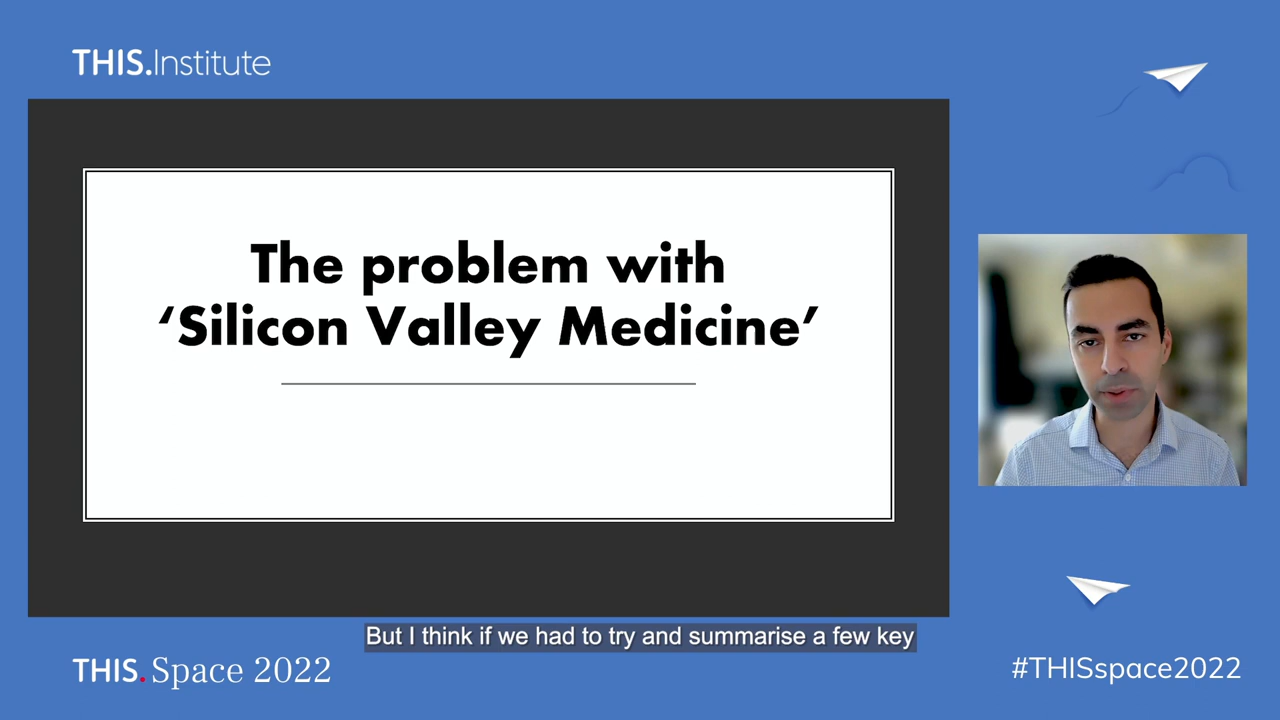 THIS.Institute
The problem with
‘Silicon Valley Medicine’
But I think if we had to try and summarise a few key
THIS. Space 2022
#THISspace2022